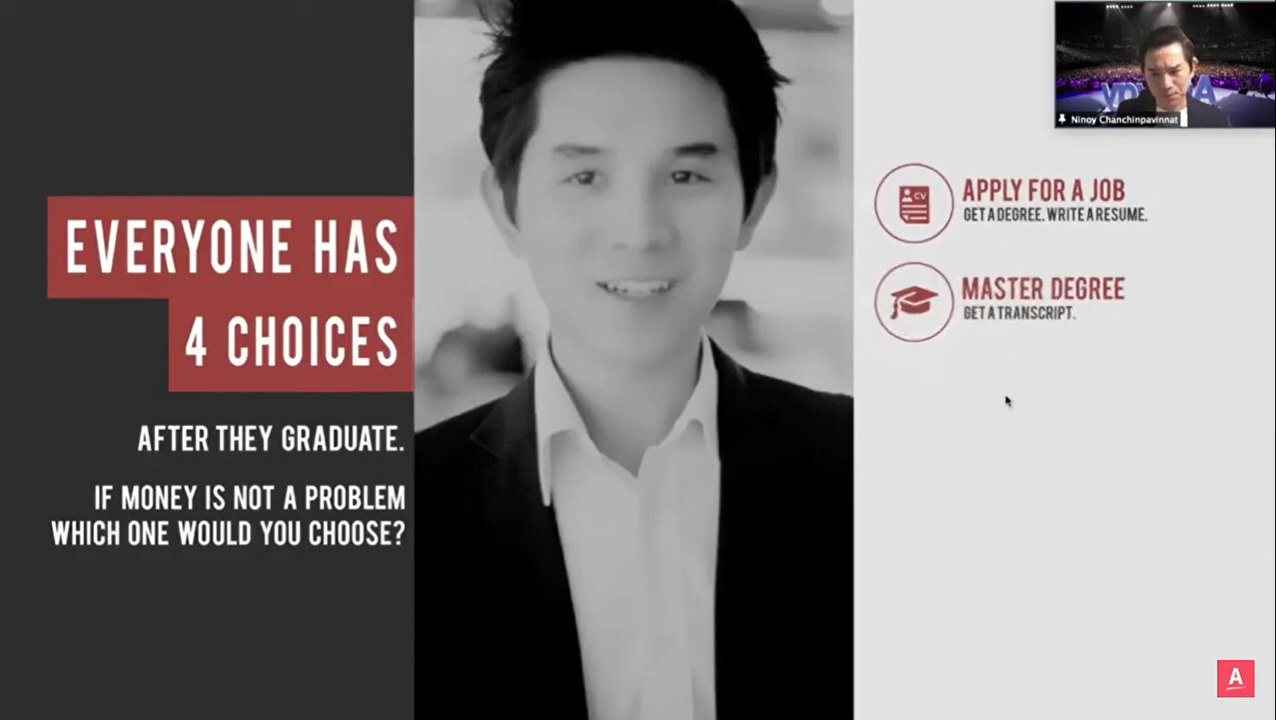 EVERYONE HAS
4 CHOICES
AFTER THEY GRADUATE.
IF MONEY IS NOT A PROBLEM
WHICH ONE WOULD YOU CHOOSE?
Ninoy Chanchinpavinnat
CV
APPLY FOR A JOB
GET A DEGREE. WRITE A RESUME.
MASTER DEGREE
GET A TRANSCRIPT.
A